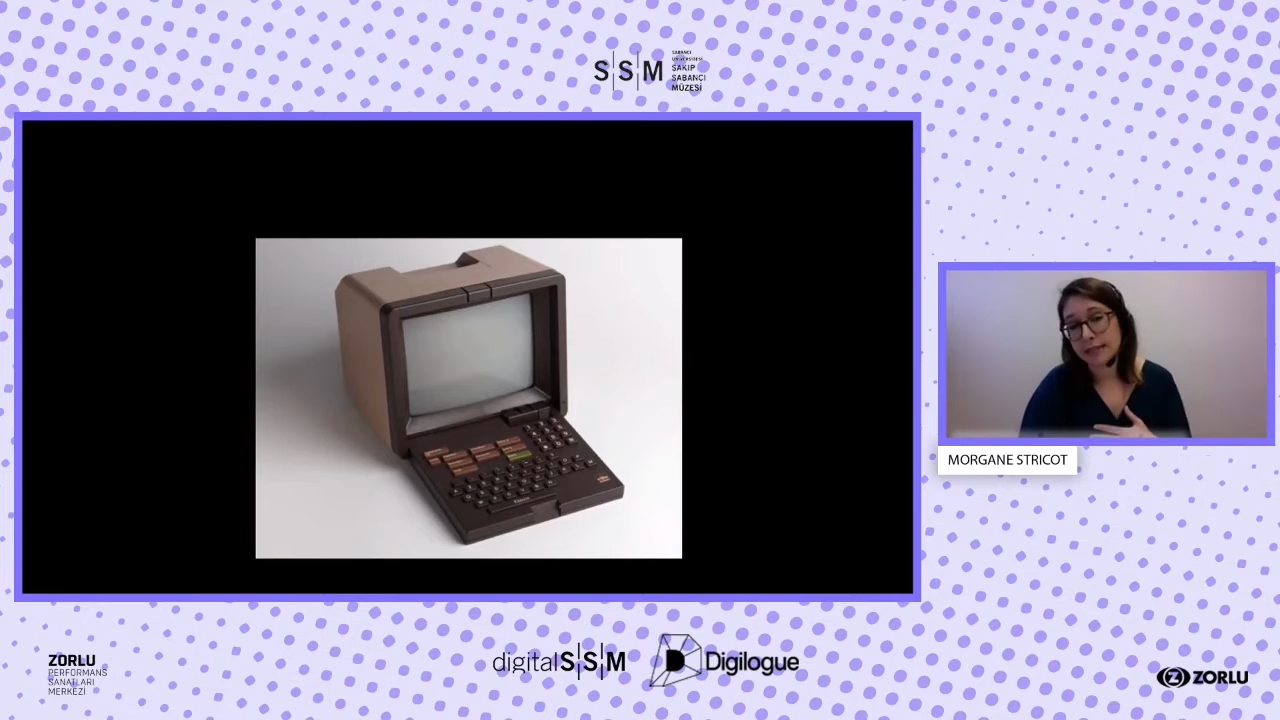 S|S|M
SABANCI
ÜNİVERSİTESİ
SAKIP
SABANCI
MÜZESİ
MORGANE STRICOT
ZORLU
PERFORMANS
SANATLARI
MERKEZİ
digitalS|S|M
D Digilogue
ZORLU